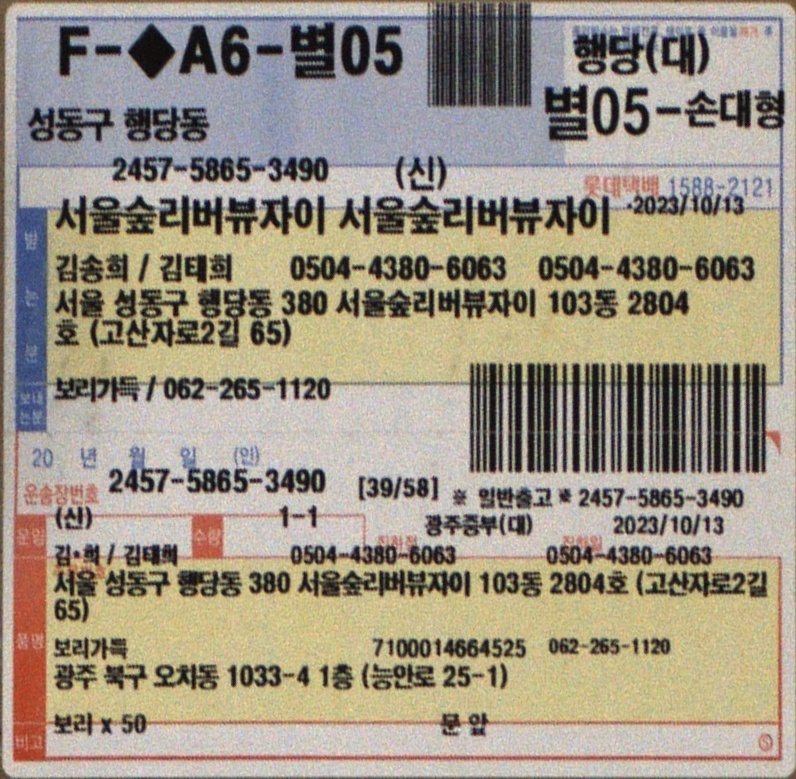 F-◆A6-별05
행당(대)
별05-손대형
성동구 행당동
2457-5865-3490 (신)
롯데택배 1588-2121
서울숲리버뷰자이 서울숲리버뷰자이 ·2023/10/13
김송희 / 김태희 0504-4380-6063 0504-4380-6063
서울 성동구 행당동 380 서울숲리버뷰자이 103동 2804
호 (고산자로2길 65)
보내
는분
보리가득 / 062-265-1120
20 년 월 일 (인)
운송장번호 2457-5865-3490 [39/58] ※ 일반출고 ※ 2457-5865-3490
(신) 1-1 광주중부(대) 2023/10/13
운임 수량
김*희 / 김태희 0504-4380-6063 0504-4380-6063
서울 성동구 행당동 380 서울숲리버뷰자이 103동 2804호 (고산자로2길
65)
품명
보리가득 7100014664525 062-265-1120
광주 북구 오치동 1033-4 1층 (능안로 25-1)
보리 x 50 문 앞
비고